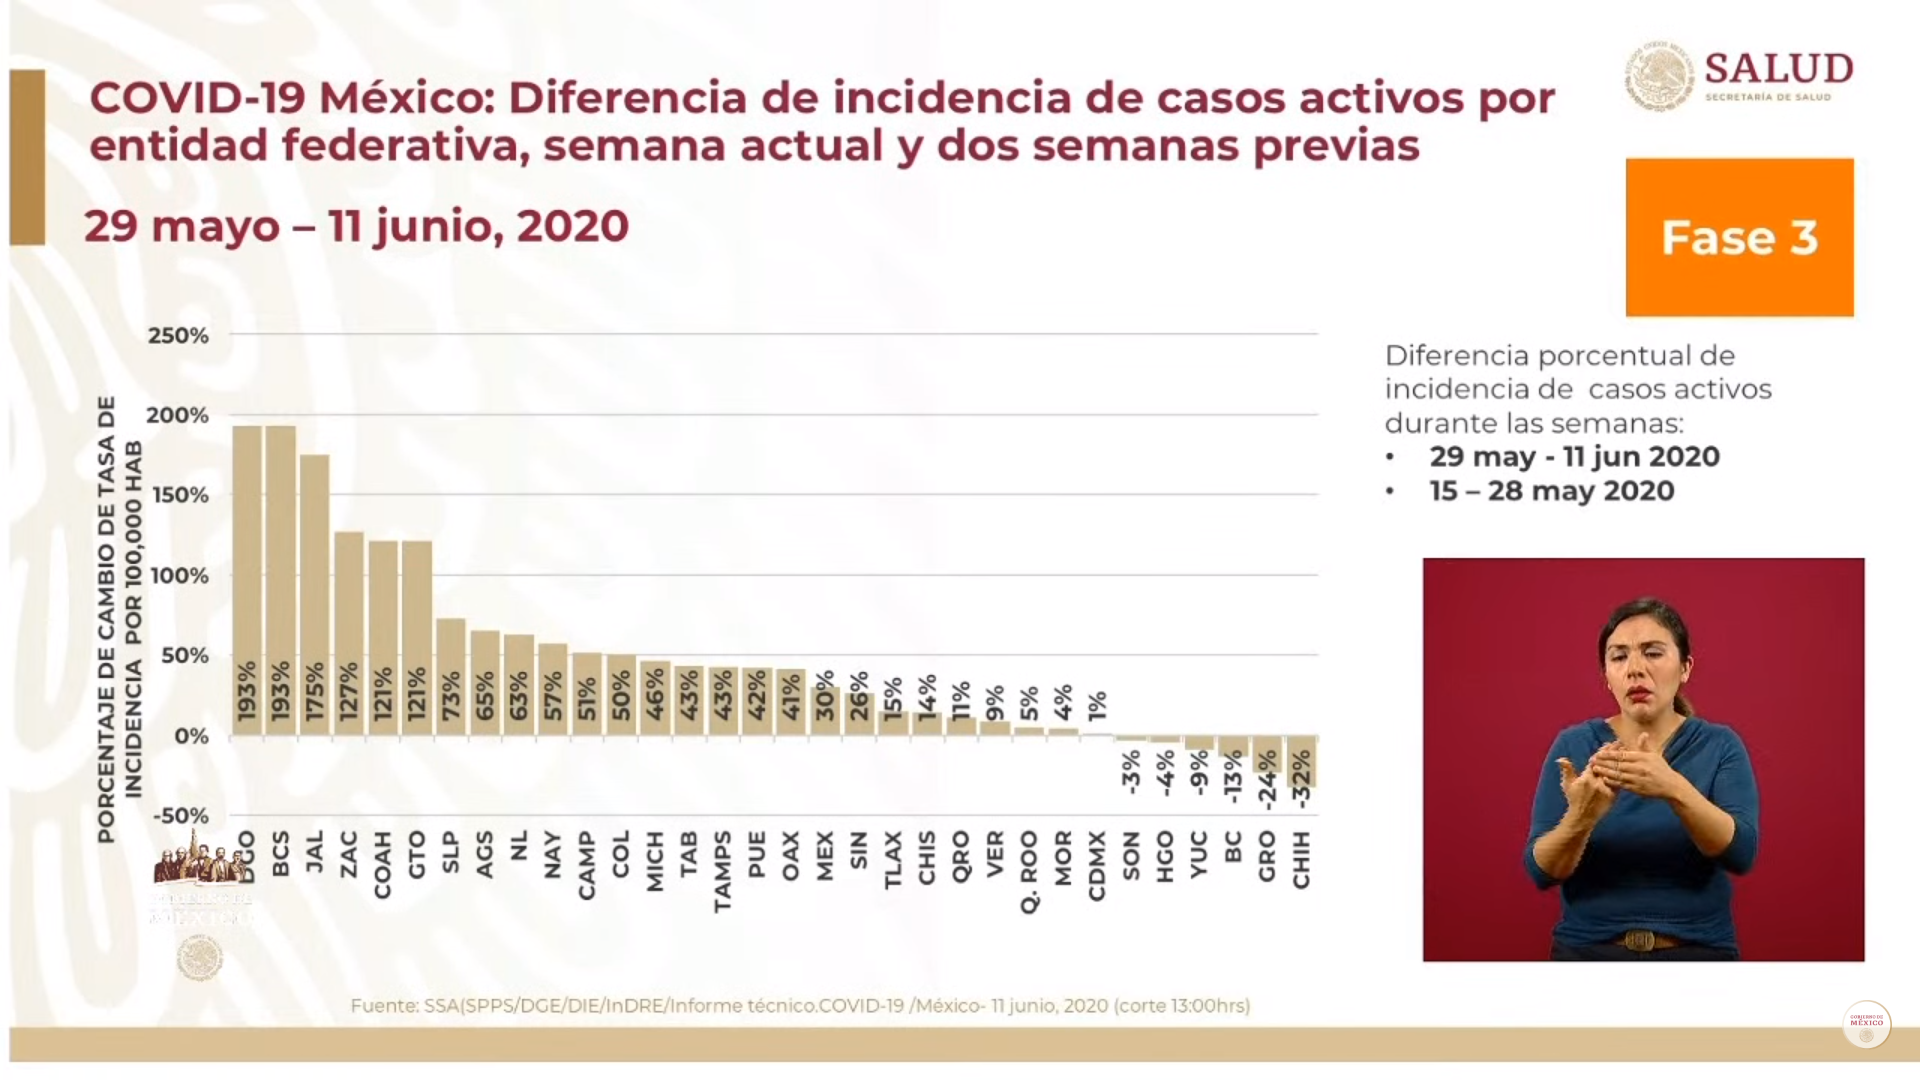 COVID-19 México: Diferencia de incidencia de casos activos por
entidad federativa, semana actual y dos semanas previas
29 mayo – 11 junio, 2020
SALUD
SECRETARÍA DE SALUD
Fase 3
PORCENTAJE DE CAMBIO DE TASA DE
INCIDENCIA POR 100,000 HAB
250%
200%
150%
100%
50%
0%
-50%
193%
193%
175%
127%
121%
121%
73%
65%
63%
57%
51%
50%
46%
43%
43%
42%
41%
30%
26%
15%
14%
11%
9%
5%
4%
1%
-3%
-4%
-9%
-13%
-24%
-32%
DGO
BCS
JAL
ZAC
COAH
GTO
SLP
AGS
NL
NAY
CAMP
COL
MICH
TAB
TAMPS
PUE
OAX
MEX
SIN
TLAX
CHIS
QRO
VER
Q. ROO
MOR
CDMX
SON
HGO
YUC
BC
GRO
CHIH
Diferencia porcentual de
incidencia de casos activos
durante las semanas:
• 29 may - 11 jun 2020
• 15 – 28 may 2020
MÉXICO
Fuente: SSA(SPPS/DGE/DIE/InDRE/Informe técnico.COVID-19 /México- 11 junio, 2020 (corte 13:00hrs)
GOBIERNO DE
MÉXICO